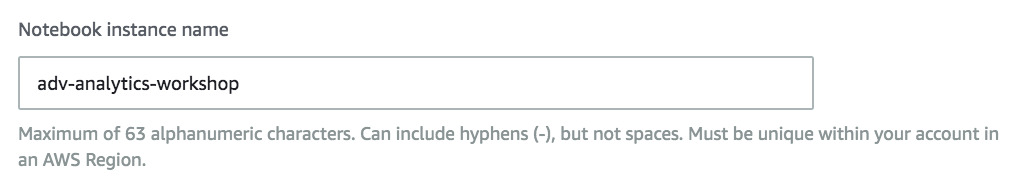 Notebook instance name
adv-analytics-workshop
Maximum of 63 alphanumeric characters. Can include hyphens (-), but not spaces. Must be unique within your account in
an AWS Region.